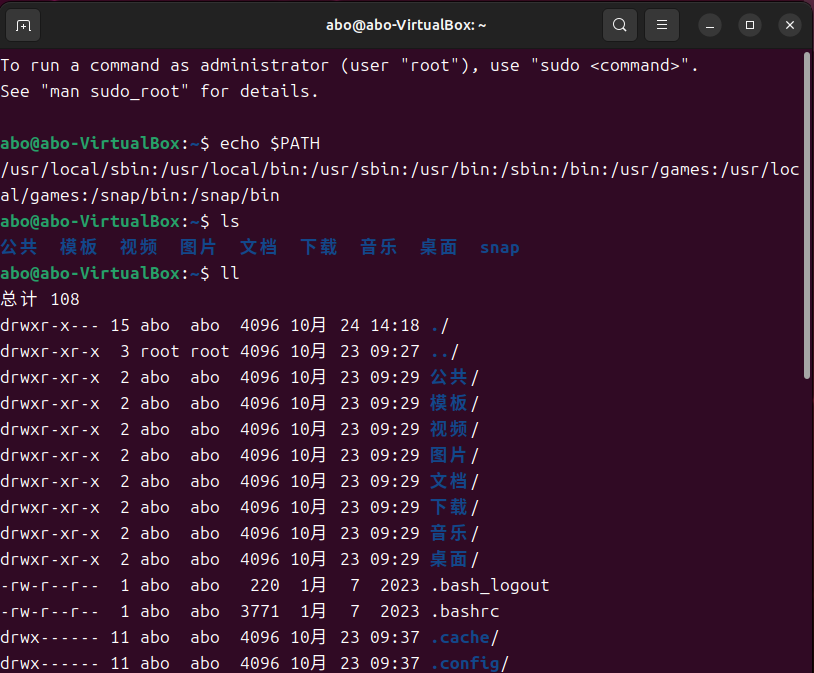 abo@abo-VirtualBox: ~
To run a command as administrator (user "root"), use "sudo <command>".
See "man sudo_root" for details.
abo@abo-VirtualBox:~$ echo $PATH
/usr/local/sbin:/usr/local/bin:/usr/sbin:/usr/bin:/sbin:/bin:/usr/games:/usr/loc
al/games:/snap/bin:/snap/bin
abo@abo-VirtualBox:~$ ls
公共 模板 视频 图片 文档 下载 音乐 桌面 snap
abo@abo-VirtualBox:~$ ll
总计 108
drwxr-x--- 15 abo  abo  4096 10月 24 14:18 ./
drwxr-xr-x  3 root root 4096 10月 23 09:27 ../
drwxr-xr-x  2 abo  abo  4096 10月 23 09:29 公共/
drwxr-xr-x  2 abo  abo  4096 10月 23 09:29 模板/
drwxr-xr-x  2 abo  abo  4096 10月 23 09:29 视频/
drwxr-xr-x  2 abo  abo  4096 10月 23 09:29 图片/
drwxr-xr-x  2 abo  abo  4096 10月 23 09:29 文档/
drwxr-xr-x  2 abo  abo  4096 10月 23 09:29 下载/
drwxr-xr-x  2 abo  abo  4096 10月 23 09:29 音乐/
drwxr-xr-x  2 abo  abo  4096 10月 23 09:29 桌面/
-rw-r--r--  1 abo  abo   220  1月  7  2023 .bash_logout
-rw-r--r--  1 abo  abo  3771  1月  7  2023 .bashrc
drwx------ 11 abo  abo  4096 10月 23 09:37 .cache/
drwx------ 11 abo  abo  4096 10月 23 09:37 .config/